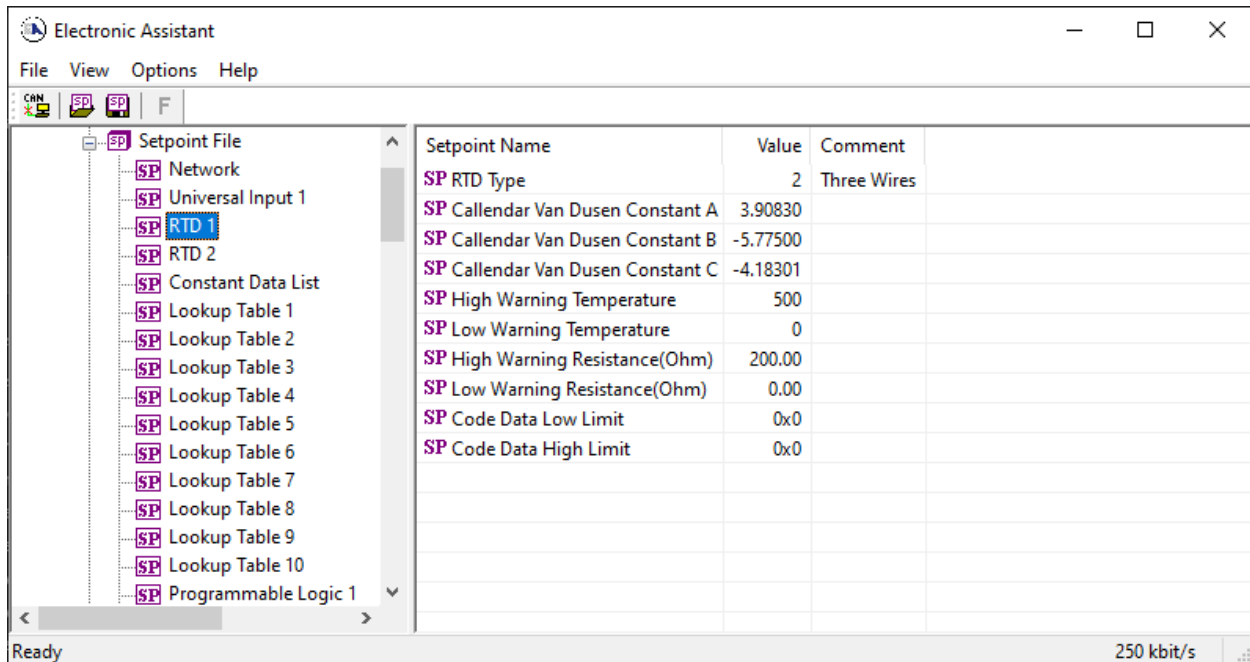 Electronic Assistant
File View Options Help
CAN SP SP F
SP Setpoint File
SP Network
SP Universal Input 1
SP RTD 1
SP RTD 2
SP Constant Data List
SP Lookup Table 1
SP Lookup Table 2
SP Lookup Table 3
SP Lookup Table 4
SP Lookup Table 5
SP Lookup Table 6
SP Lookup Table 7
SP Lookup Table 8
SP Lookup Table 9
SP Lookup Table 10
SP Programmable Logic 1
Setpoint Name Value Comment
SP RTD Type 2 Three Wires
SP Callendar Van Dusen Constant A 3.90830
SP Callendar Van Dusen Constant B -5.77500
SP Callendar Van Dusen Constant C -4.18301
SP High Warning Temperature 500
SP Low Warning Temperature 0
SP High Warning Resistance(Ohm) 200.00
SP Low Warning Resistance(Ohm) 0.00
SP Code Data Low Limit 0x0
SP Code Data High Limit 0x0
Ready 250 kbit/s